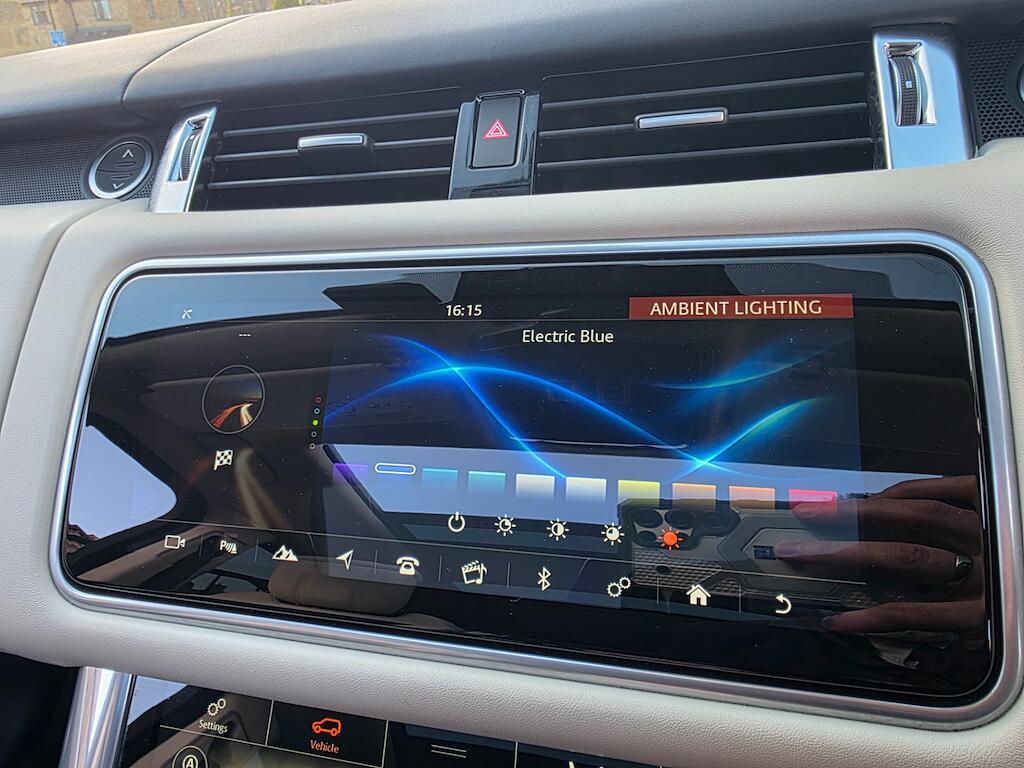 16:15
AMBIENT LIGHTING
---
Electric Blue
P
Settings
Vehicle
A